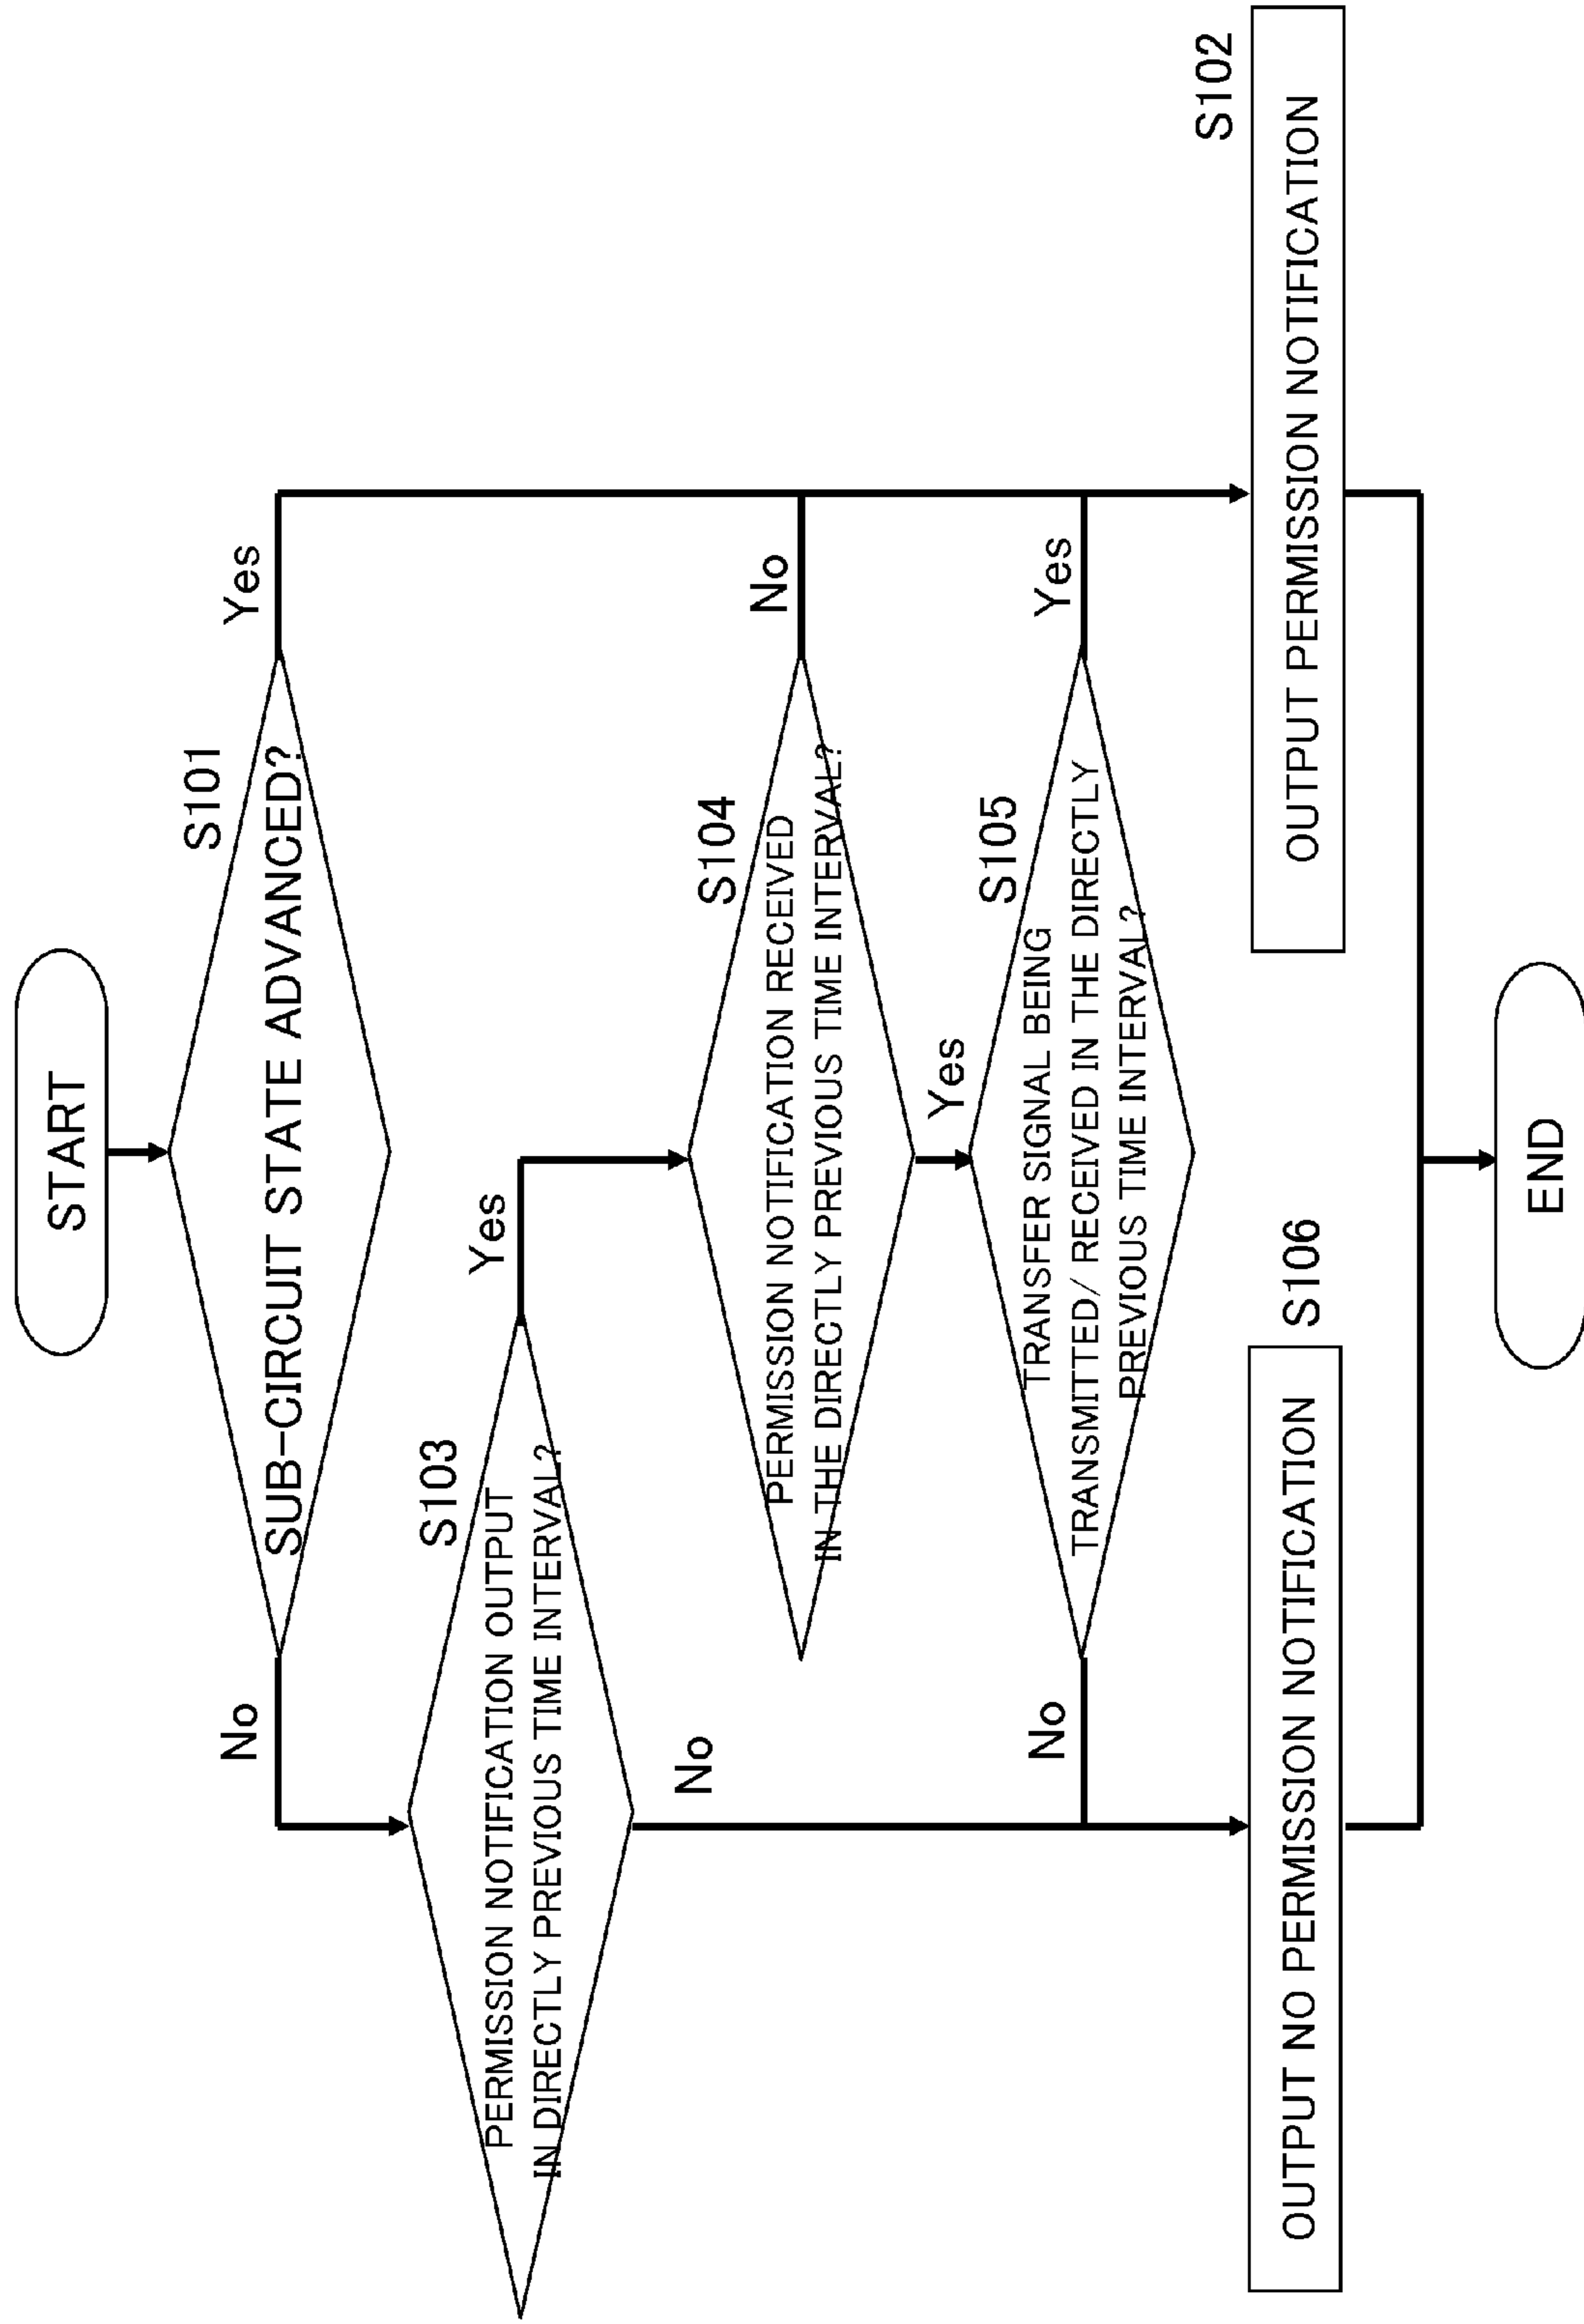 START
S101
SUB-CIRCUIT STATE ADVANCED?
No
Yes
S103
PERMISSION NOTIFICATION OUTPUT
IN DIRECTLY PREVIOUS TIME INTERVAL?
Yes
No
S104
PERMISSION NOTIFICATION RECEIVED
IN THE DIRECTLY PREVIOUS TIME INTERVAL?
No
Yes
S105
TRANSFER SIGNAL BEING
TRANSMITTED/ RECEIVED IN THE DIRECTLY
PREVIOUS TIME INTERVAL?
No
Yes
S106
OUTPUT NO PERMISSION NOTIFICATION
S102
OUTPUT PERMISSION NOTIFICATION
END